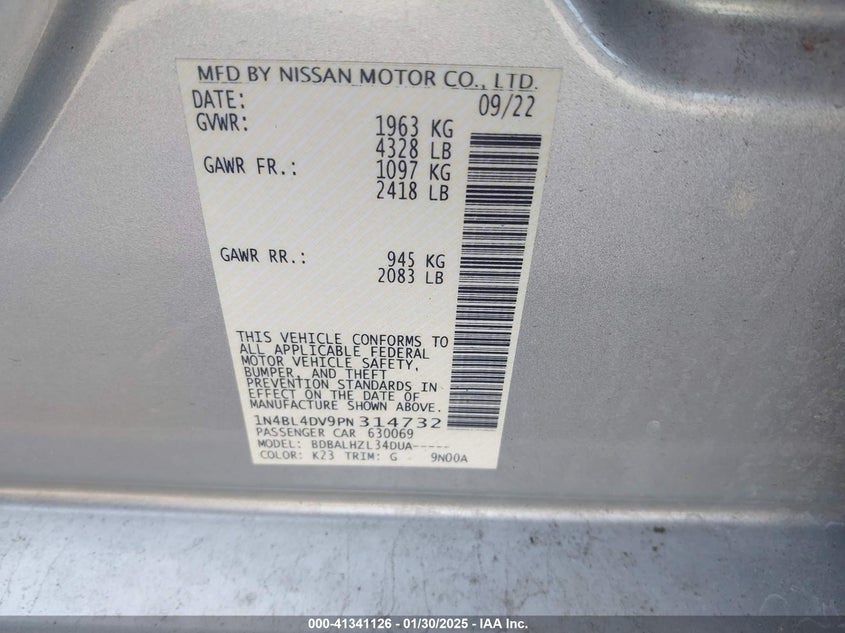 MFD BY NISSAN MOTOR CO., LTD.
DATE: 09/22
GVWR: 1963 KG
4328 LB
GAWR FR.: 1097 KG
2418 LB
GAWR RR.: 945 KG
2083 LB
THIS VEHICLE CONFORMS TO
ALL APPLICABLE FEDERAL
MOTOR VEHICLE SAFETY,
BUMPER, AND THEFT
PREVENTION STANDARDS IN
EFFECT ON THE DATE OF
MANUFACTURE SHOWN ABOVE.
1N4BL4DV9PN 314732
PASSENGER CAR 630069
MODEL: BDBALHZL34DUA-----
COLOR: K23 TRIM: G 9N00A
000-41341126 - 01/30/2025 - IAA Inc.